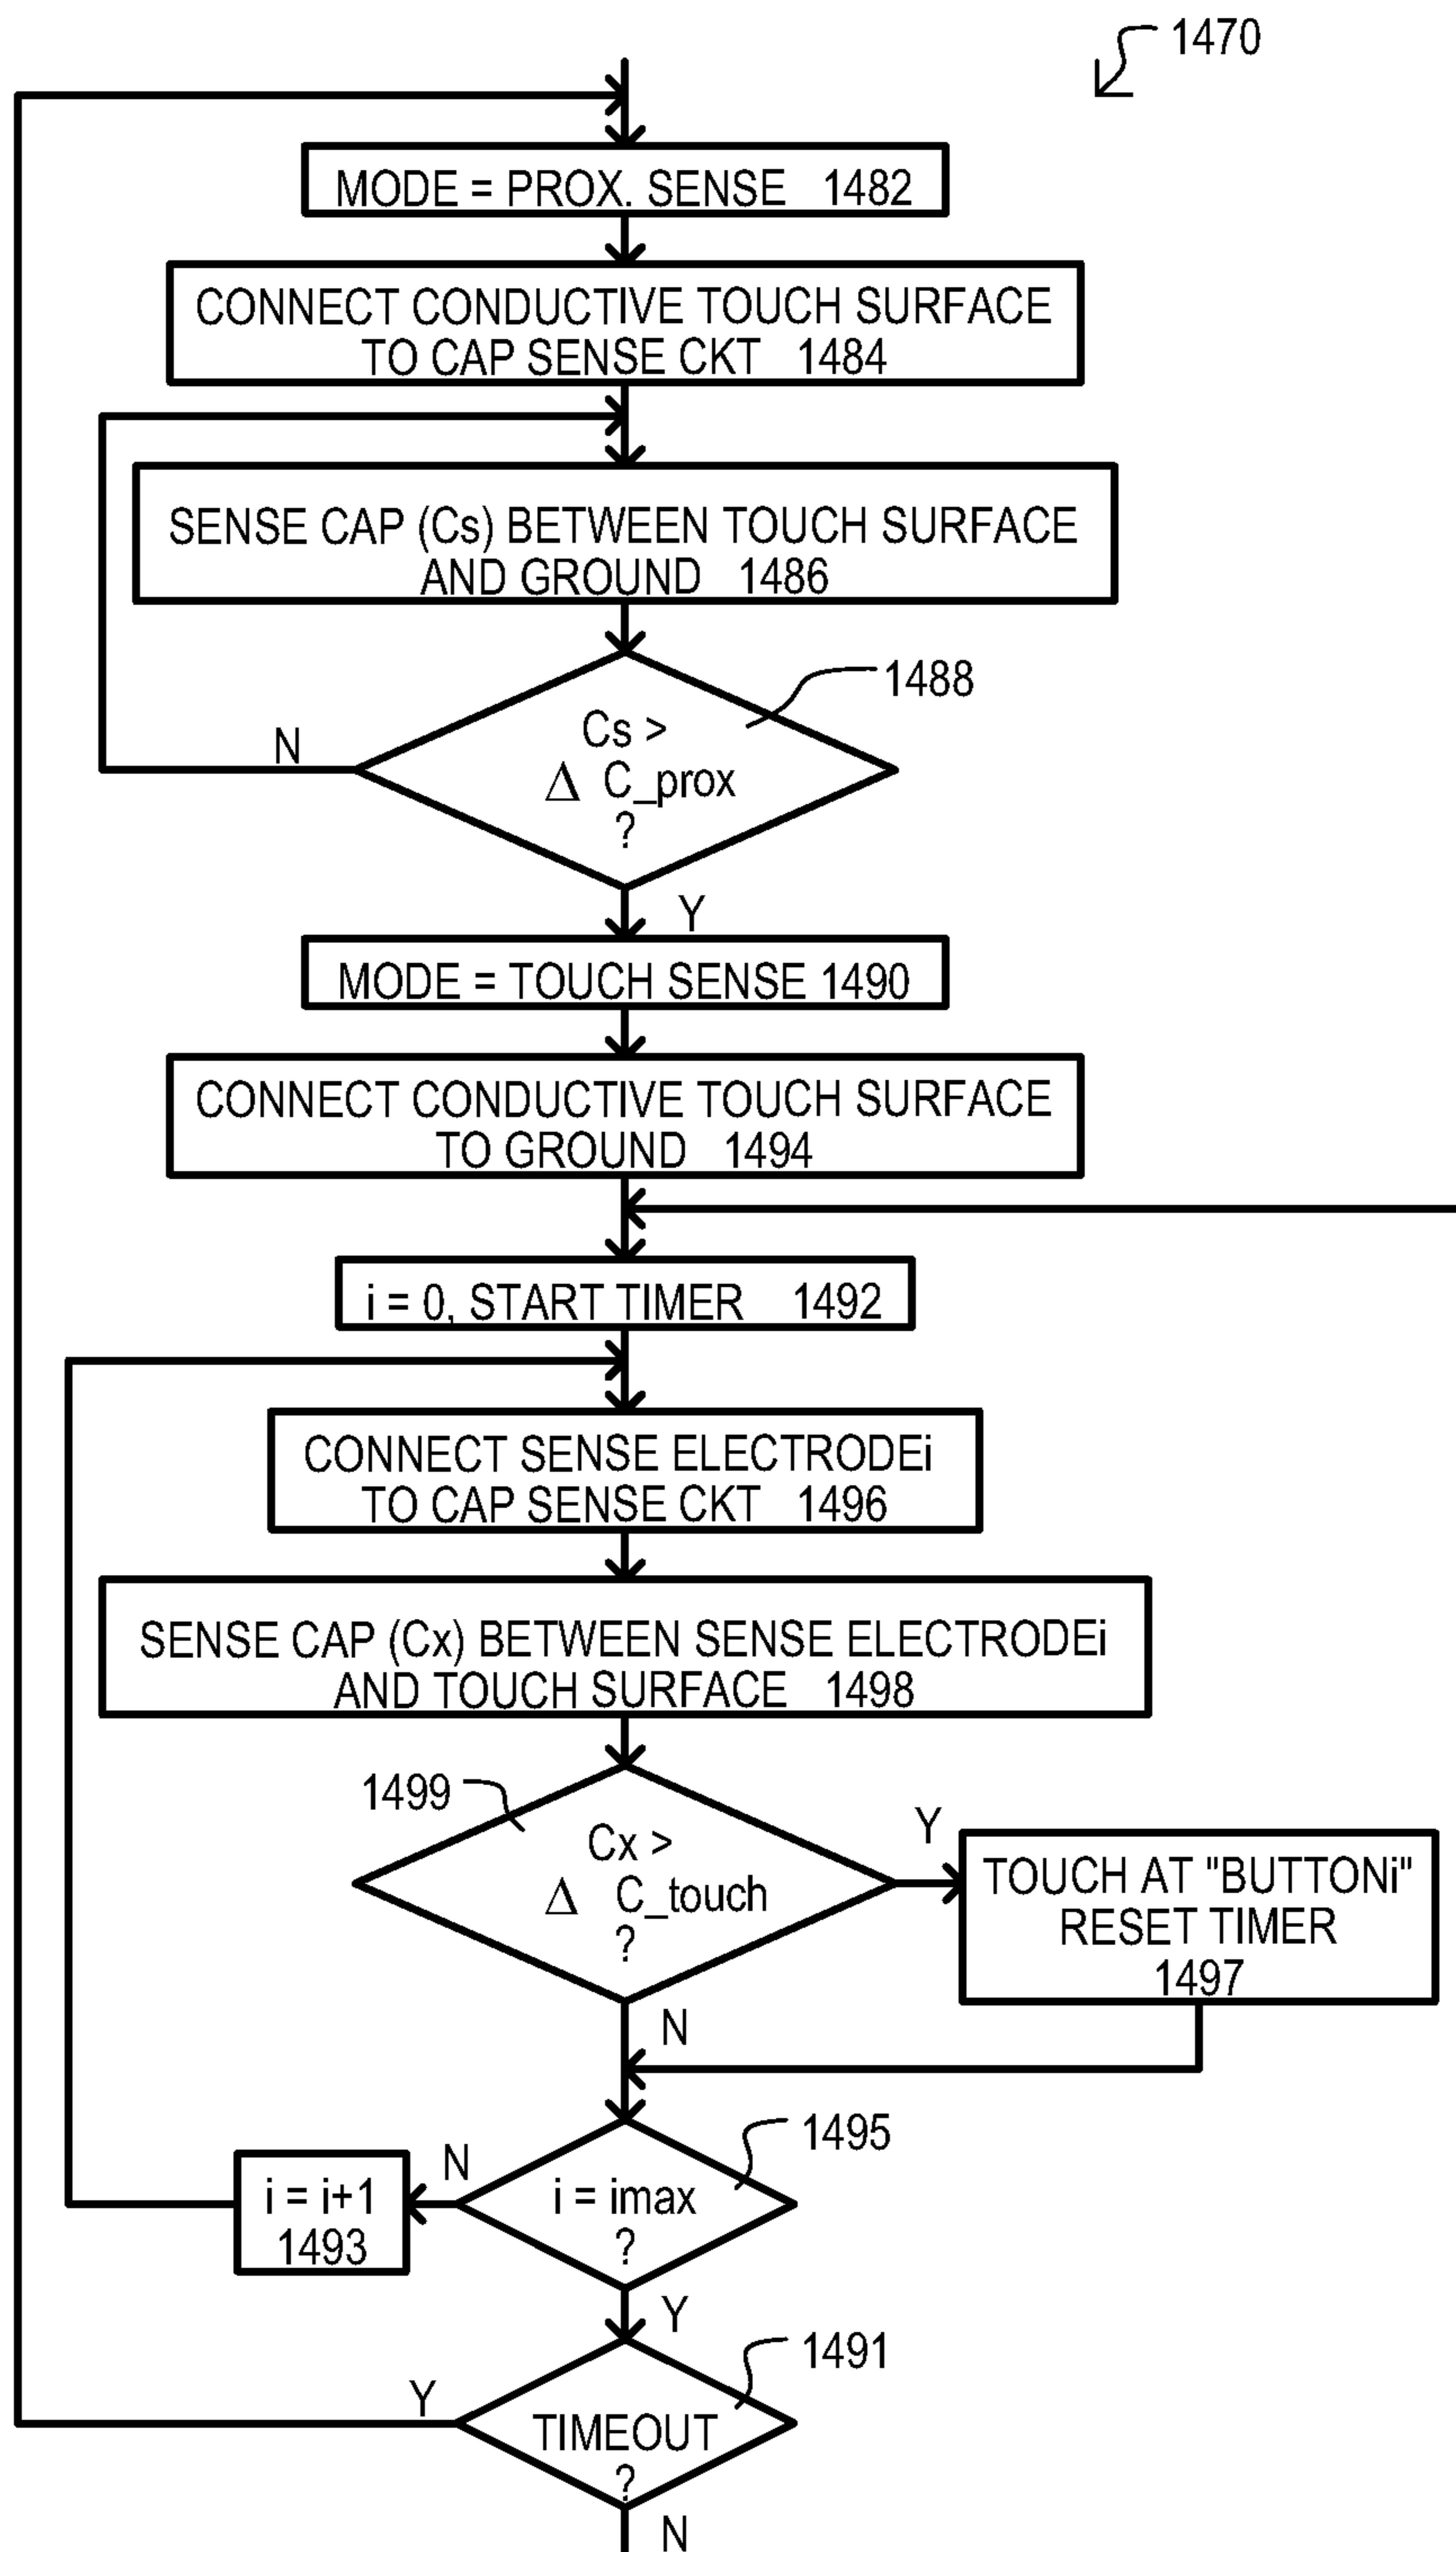 1470
MODE = PROX. SENSE 1482
CONNECT CONDUCTIVE TOUCH SURFACE
TO CAP SENSE CKT 1484
SENSE CAP (Cs) BETWEEN TOUCH SURFACE
AND GROUND 1486
1488
Cs >
Δ C_prox
?
N
Y
MODE = TOUCH SENSE 1490
CONNECT CONDUCTIVE TOUCH SURFACE
TO GROUND 1494
i = 0, START TIMER 1492
CONNECT SENSE ELECTRODEi
TO CAP SENSE CKT 1496
SENSE CAP (Cx) BETWEEN SENSE ELECTRODEi
AND TOUCH SURFACE 1498
1499
Cx >
Δ C_touch
?
Y
TOUCH AT "BUTTONi"
RESET TIMER
1497
N
1495
i = imax
?
N
i = i+1
1493
Y
1491
TIMEOUT
?
Y
N